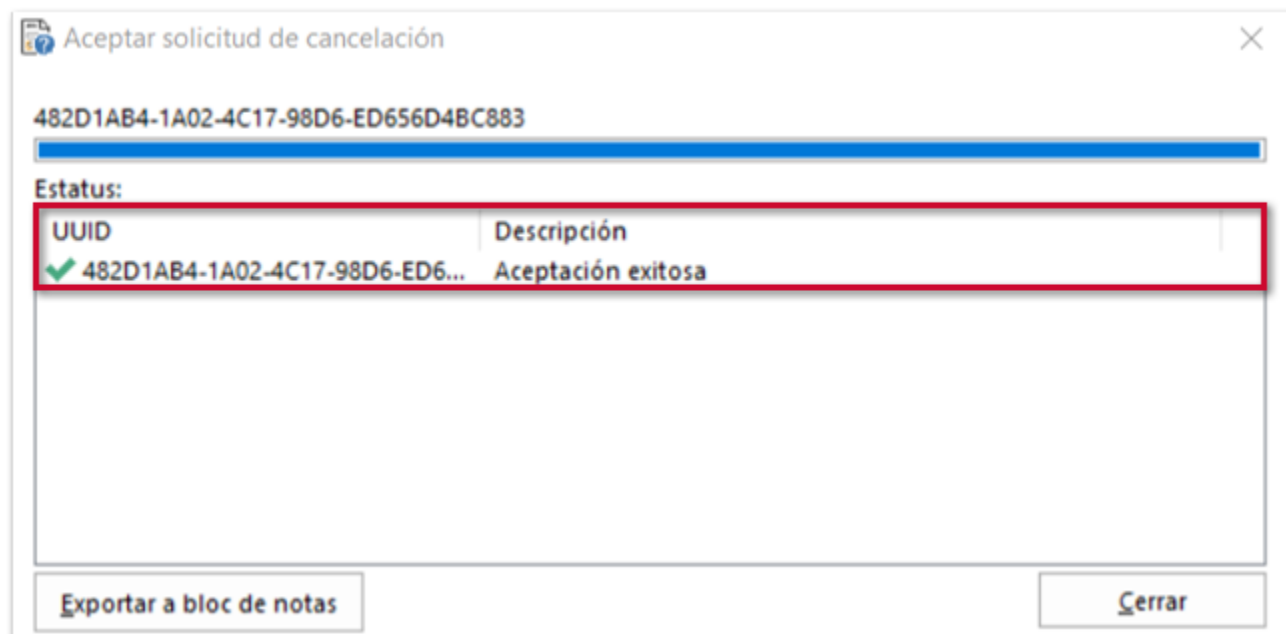 Aceptar solicitud de cancelación
482D1AB4-1A02-4C17-98D6-ED656D4BC883
Estatus:
UUID Descripción
482D1AB4-1A02-4C17-98D6-ED6... Aceptación exitosa
Exportar a bloc de notas Cerrar